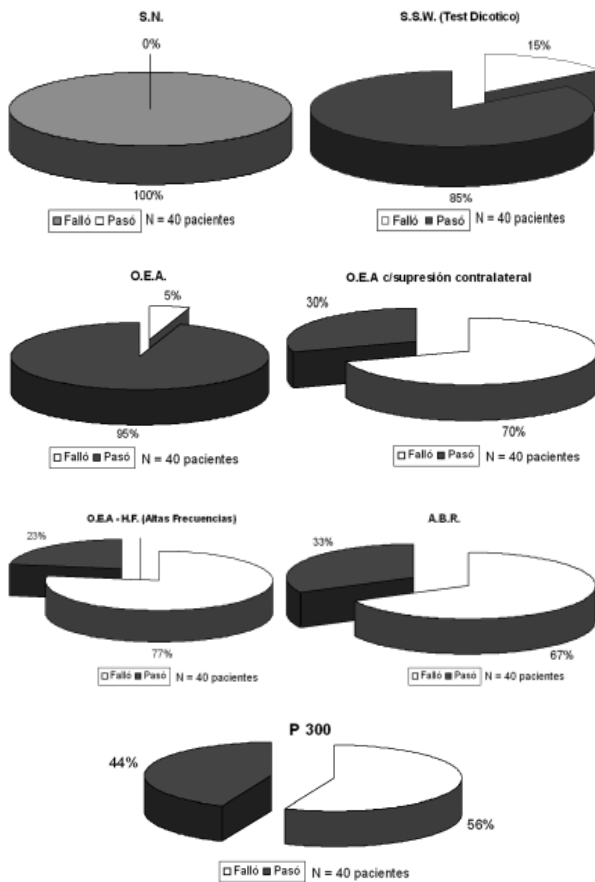 S.N.
0%
100%
Falló Pasó N = 40 pacientes
S.S.W. (Test Dicotico)
15%
85%
Falló Pasó N = 40 pacientes
O.E.A.
5%
95%
Falló Pasó N = 40 pacientes
O.E.A c/supresión contralateral
30%
70%
Falló Pasó N = 40 pacientes
O.E.A - H.F. (Altas Frecuencias)
23%
77%
Falló Pasó N = 40 pacientes
A.B.R.
33%
67%
Falló Pasó N = 40 pacientes
P 300
44%
56%
Falló Pasó N = 40 pacientes